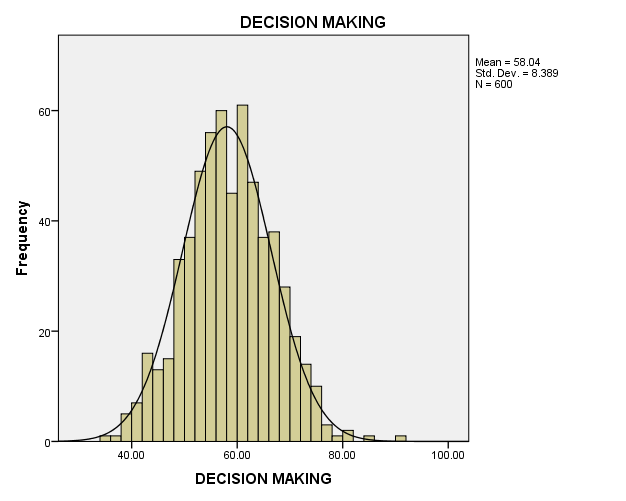 DECISION MAKING
Mean = 58.04
Std. Dev. = 8.389
N = 600
Frequency
60
40
20
0
40.00 60.00 80.00 100.00
DECISION MAKING